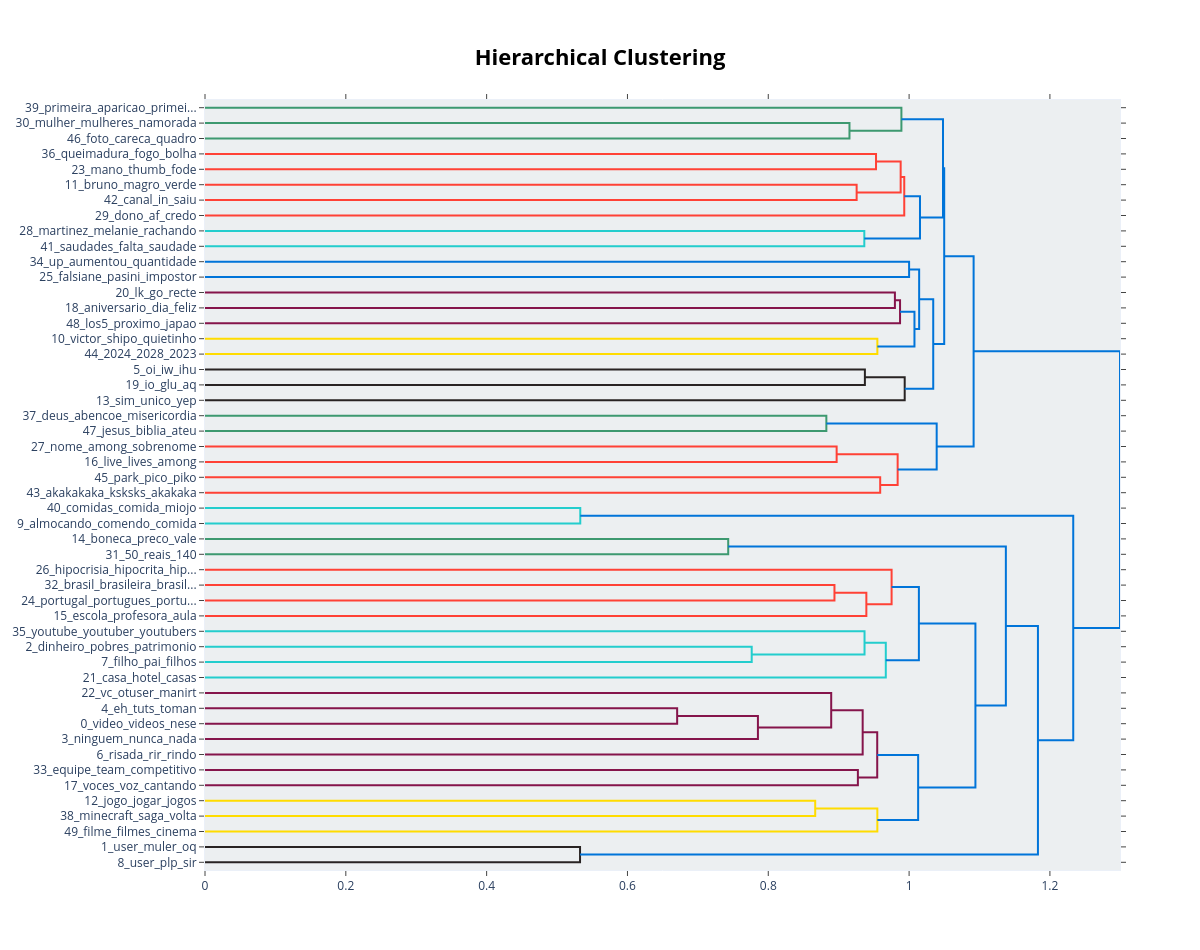 Hierarchical Clustering
39_primeira_aparicao_primei...
30_mulher_mulheres_namorada
46_foto_careca_quadro
36_queimadura_fogo_bolha
23_mano_thumb_fode
11_bruno_magro_verde
42_canal_in_saiu
29_dono_af_credo
28_martinez_melanie_rachando
41_saudades_falta_saudade
34_up_aumentou_quantidade
25_falsiane_pasini_impostor
20_lk_go_recte
18_aniversario_dia_feliz
48_los5_proximo_japao
10_victor_shipo_quietinho
44_2024_2028_2023
5_oi_iw_ihu
19_io_glu_aq
13_sim_unico_yep
37_deus_abencoe_misericordia
47_jesus_biblia_ateu
27_nome_among_sobrenome
16_live_lives_among
45_park_pico_piko
43_akakakaka_ksksks_akakaka
40_comidas_comida_miojo
9_almocando_comendo_comida
14_boneca_preco_vale
31_50_reais_140
26_hipocrisia_hipocrita_hip...
32_brasil_brasileira_brasil...
24_portugal_portugues_portu...
15_escola_profesora_aula
35_youtube_youtuber_youtubers
2_dinheiro_pobres_patrimonio
7_filho_pai_filhos
21_casa_hotel_casas
22_vc_otuser_manirt
4_eh_tuts_toman
0_video_videos_nese
3_ninguem_nunca_nada
6_risada_rir_rindo
33_equipe_team_competitivo
17_voces_voz_cantando
12_jogo_jogar_jogos
38_minecraft_saga_volta
49_filme_filmes_cinema
1_user_muler_oq
8_user_plp_sir
0 0.2 0.4 0.6 0.8 1 1.2